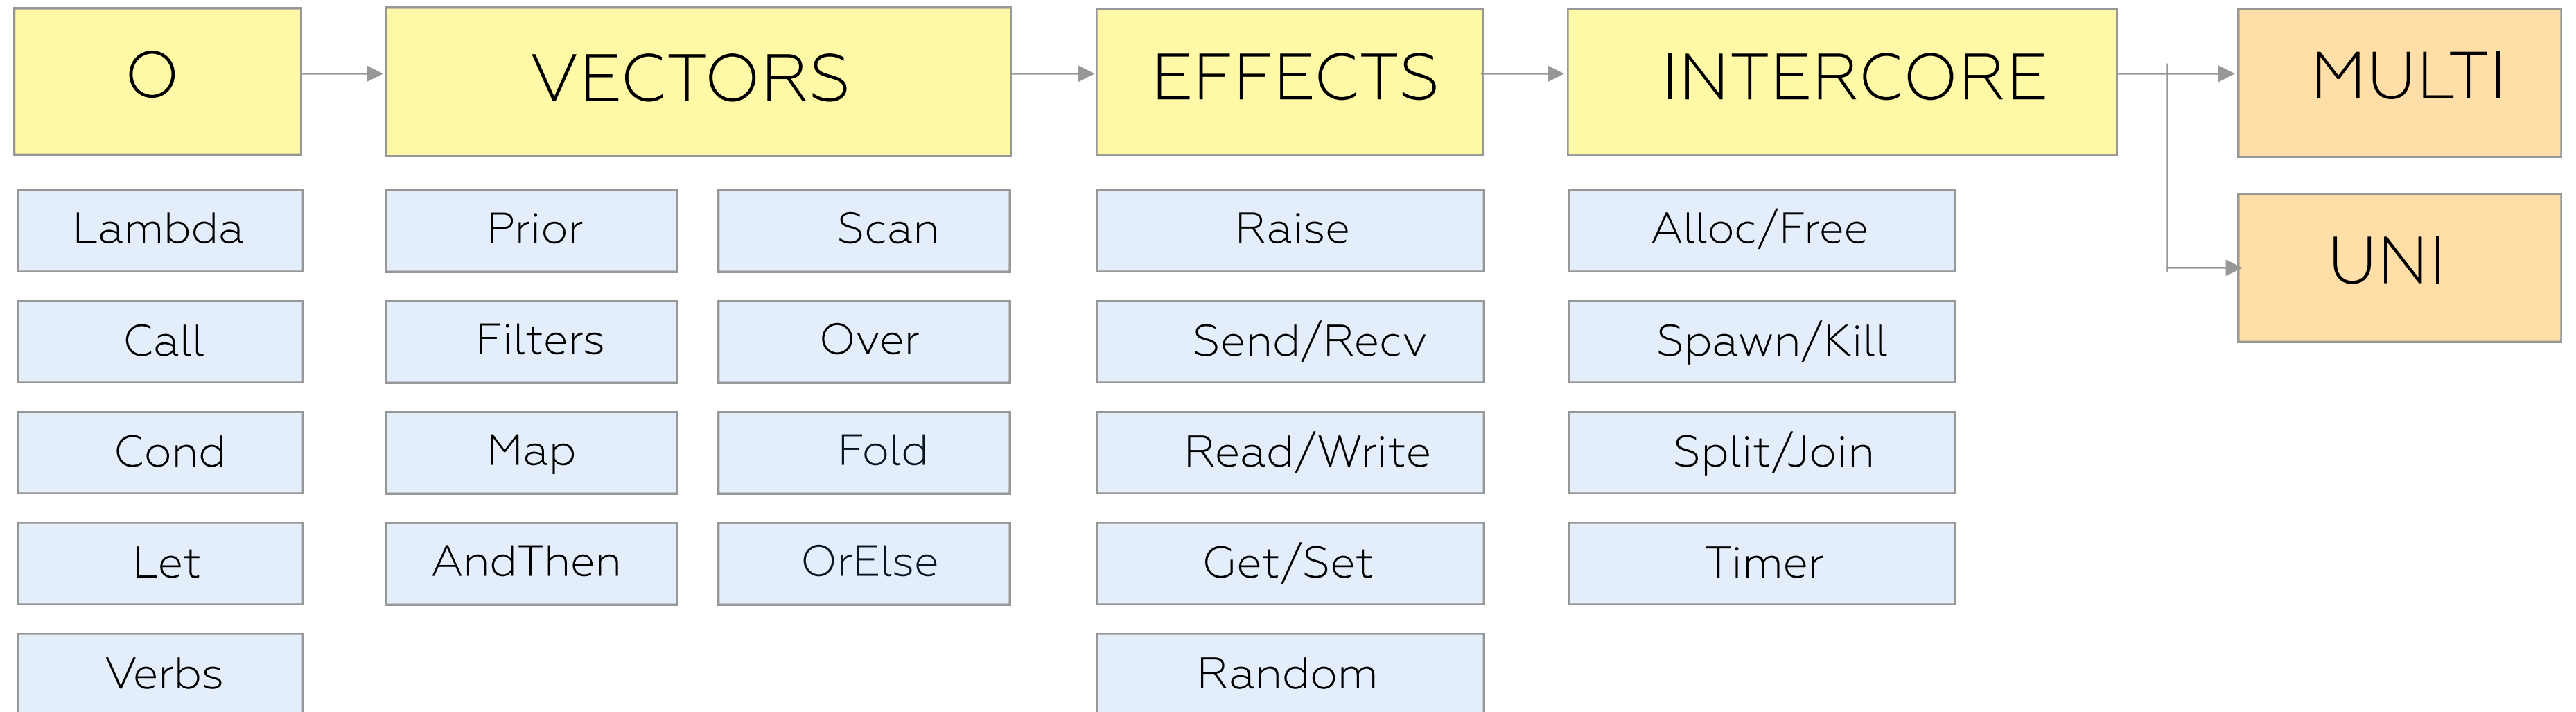 O
VECTORS
EFFECTS
INTERCORE
MULTI
UNI
Lambda
Call
Cond
Let
Verbs
Prior
Filters
Map
AndThen
Scan
Over
Fold
OrElse
Raise
Send/Recv
Read/Write
Get/Set
Random
Alloc/Free
Spawn/Kill
Split/Join
Timer